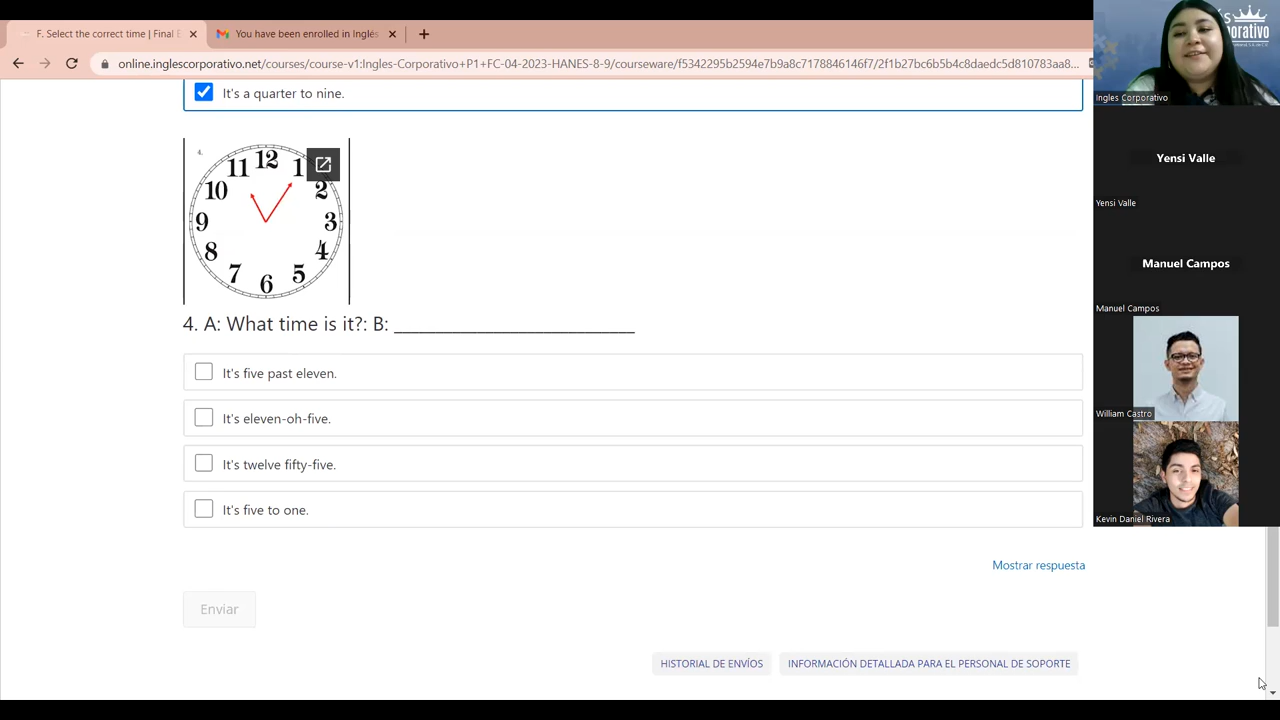 F. Select the correct time | Final E
You have been enrolled in Inglés
online.inglescorporativo.net/courses/course-v1:Ingles-Corporativo+P1+FC-04-2023-HANES-8-9/courseware/f5342295b2594e7b9a8c7178846146f7/2f1b27bc6b5b4c8daedc5d810783aa8...
It's a quarter to nine.
4.
12
11
1
10
2
9
3
8
4
7
5
6
4. A: What time is it?: B: ___________________________
It's five past eleven.
It's eleven-oh-five.
It's twelve fifty-five.
It's five to one.
Mostrar respuesta
Enviar
HISTORIAL DE ENVÍOS
INFORMACIÓN DETALLADA PARA EL PERSONAL DE SOPORTE
Ingles Corporativo
Yensi Valle
Yensi Valle
Manuel Campos
Manuel Campos
William Castro
Kevin Daniel Rivera